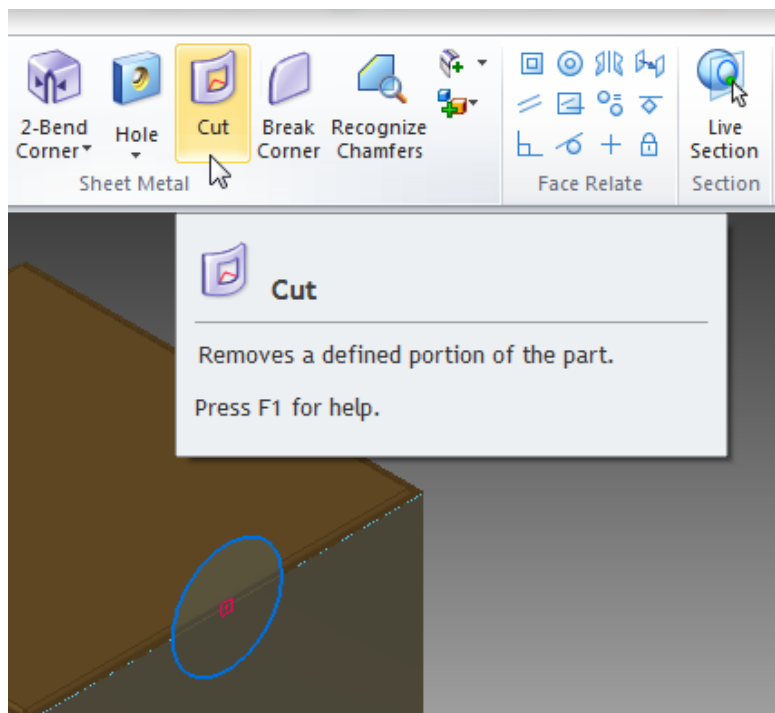 2-Bend
Corner
Hole
Cut
Break
Corner
Recognize
Chamfers
Live
Section
Sheet Metal
Face Relate
Section
Cut
Removes a defined portion of the part.
Press F1 for help.